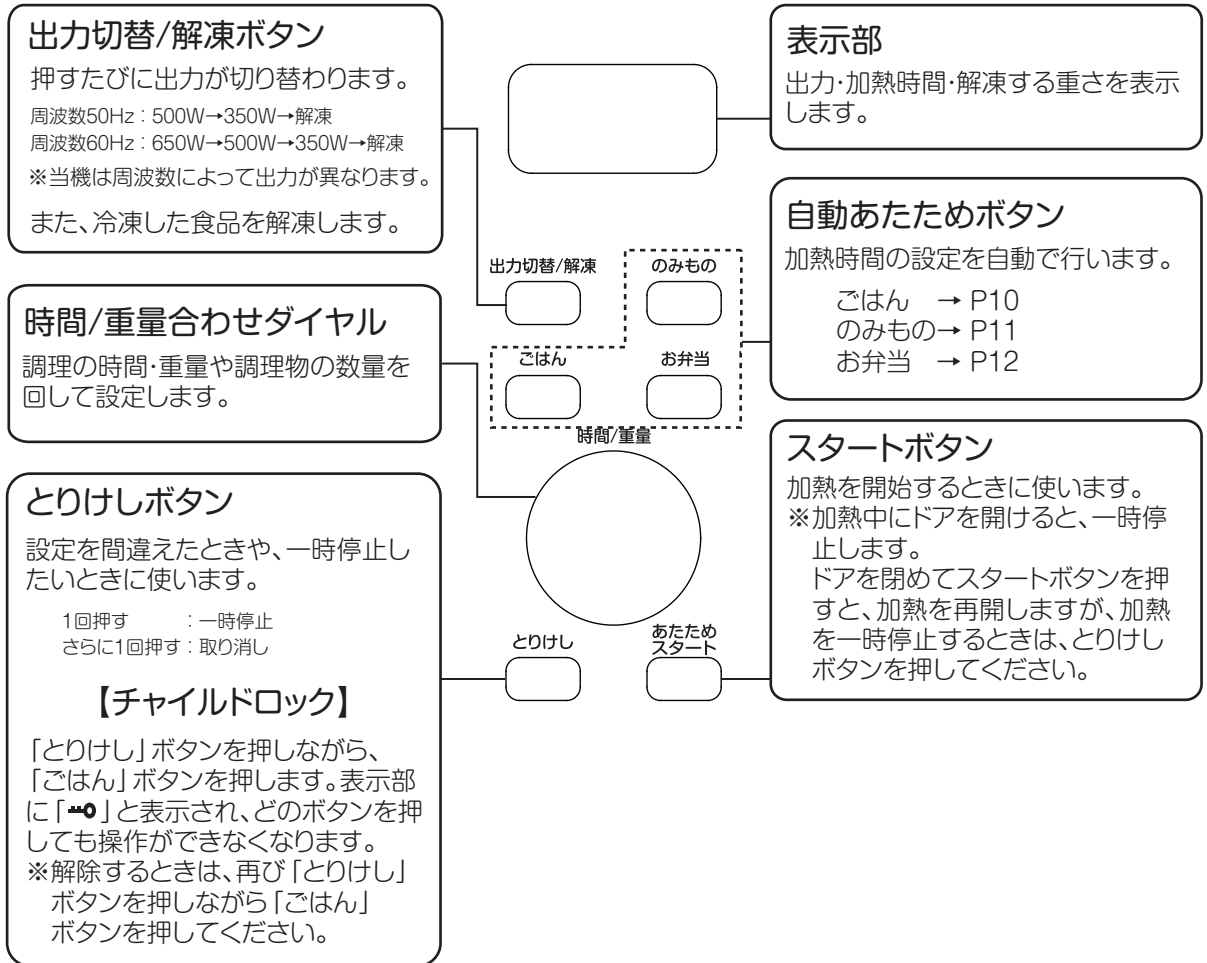 出力切替/解凍ボタン
押すたびに出力が切り替わります。
周波数50Hz：500W→350W→解凍
周波数60Hz：650W→500W→350W→解凍
※当機は周波数によって出力が異なります。
また、冷凍した食品を解凍します。
時間/重量合わせダイヤル
調理の時間・重量や調理物の数量を
回して設定します。
とりけしボタン
設定を間違えたときや、一時停止し
たいときに使います。
1回押す　　　：一時停止
さらに1回押す：取り消し
【チャイルドロック】
「とりけし」ボタンを押しながら、
「ごはん」ボタンを押します。表示部
に「」と表示され、どのボタンを押
しても操作ができなくなります。
※解除するときは、再び「とりけし」
ボタンを押しながら「ごはん」
ボタンを押してください。
出力切替/解凍
のみもの
ごはん
お弁当
時間/重量
とりけし
あたため
スタート
表示部
出力・加熱時間・解凍する重さを表示
します。
自動あたためボタン
加熱時間の設定を自動で行います。
ごはん　→ P10
のみもの→ P11
お弁当　→ P12
スタートボタン
加熱を開始するときに使います。
※加熱中にドアを開けると、一時停
止します。
ドアを閉めてスタートボタンを押
すと、加熱を再開しますが、加熱
を一時停止するときは、とりけし
ボタンを押してください。